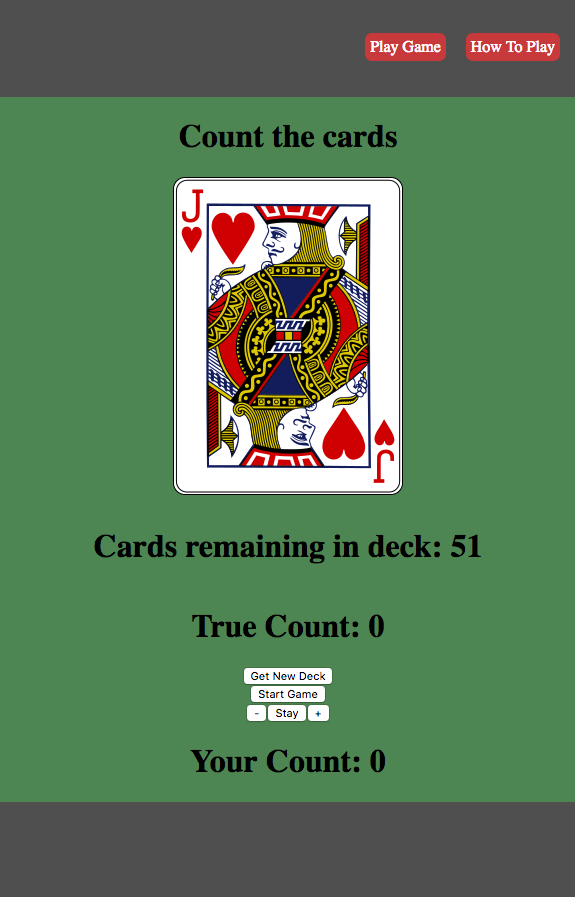 Play Game How To Play
Count the cards
J
J
Cards remaining in deck: 51
True Count: 0
Get New Deck
Start Game
- Stay +
Your Count: 0